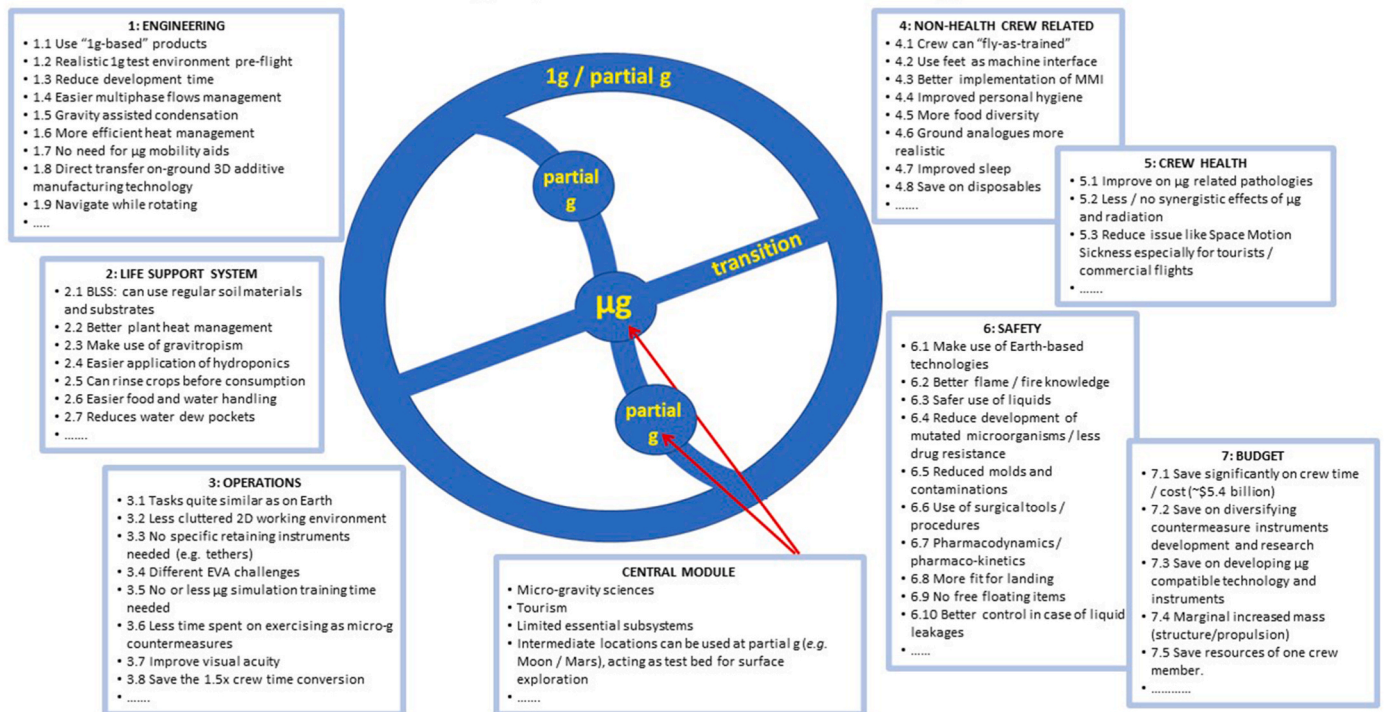 1: ENGINEERING
• 1.1 Use “1g-based” products
• 1.2 Realistic 1g test environment pre-flight
• 1.3 Reduce development time
• 1.4 Easier multiphase flows management
• 1.5 Gravity assisted condensation
• 1.6 More efficient heat management
• 1.7 No need for µg mobility aids
• 1.8 Direct transfer on-ground 3D additive
manufacturing technology
• 1.9 Navigate while rotating
• .....
2: LIFE SUPPORT SYSTEM
• 2.1 BLSS: can use regular soil materials
and substrates
• 2.2 Better plant heat management
• 2.3 Make use of gravitropism
• 2.4 Easier application of hydroponics
• 2.5 Can rinse crops before consumption
• 2.6 Easier food and water handling
• 2.7 Reduces water dew pockets
• .......
3: OPERATIONS
• 3.1 Tasks quite similar as on Earth
• 3.2 Less cluttered 2D working environment
• 3.3 No specific retaining instruments
needed (e.g. tethers)
• 3.4 Different EVA challenges
• 3.5 No or less µg simulation training time
needed
• 3.6 Less time spent on exercising as micro-g
countermeasures
• 3.7 Improve visual acuity
• 3.8 Save the 1.5x crew time conversion
• .......
1g / partial g
partial
g
transition
µg
partial
g
CENTRAL MODULE
• Micro-gravity sciences
• Tourism
• Limited essential subsystems
• Intermediate locations can be used at partial g (e.g.
Moon / Mars), acting as test bed for surface
exploration
• .......
4: NON-HEALTH CREW RELATED
• 4.1 Crew can “fly-as-trained”
• 4.2 Use feet as machine interface
• 4.3 Better implementation of MMI
• 4.4 Improved personal hygiene
• 4.5 More food diversity
• 4.6 Ground analogues more
realistic
• 4.7 Improved sleep
• 4.8 Save on disposables
• .......
5: CREW HEALTH
• 5.1 Improve on µg related pathologies
• 5.2 Less / no synergistic effects of µg
and radiation
• 5.3 Reduce issue like Space Motion
Sickness especially for tourists /
commercial flights
• .......
6: SAFETY
• 6.1 Make use of Earth-based
technologies
• 6.2 Better flame / fire knowledge
• 6.3 Safer use of liquids
• 6.4 Reduce development of
mutated microorganisms / less
drug resistance
• 6.5 Reduced molds and
contaminations
• 6.6 Use of surgical tools /
procedures
• 6.7 Pharmacodynamics /
pharmaco-kinetics
• 6.8 More fit for landing
• 6.9 No free floating items
• 6.10 Better control in case of liquid
leakages
• ......
7: BUDGET
• 7.1 Save significantly on crew time
/ cost (~$5.4 billion)
• 7.2 Save on diversifying
countermeasure instruments
development and research
• 7.3 Save on developing µg
compatible technology and
instruments
• 7.4 Marginal increased mass
(structure/propulsion)
• 7.5 Save resources of one crew
member.
• ............